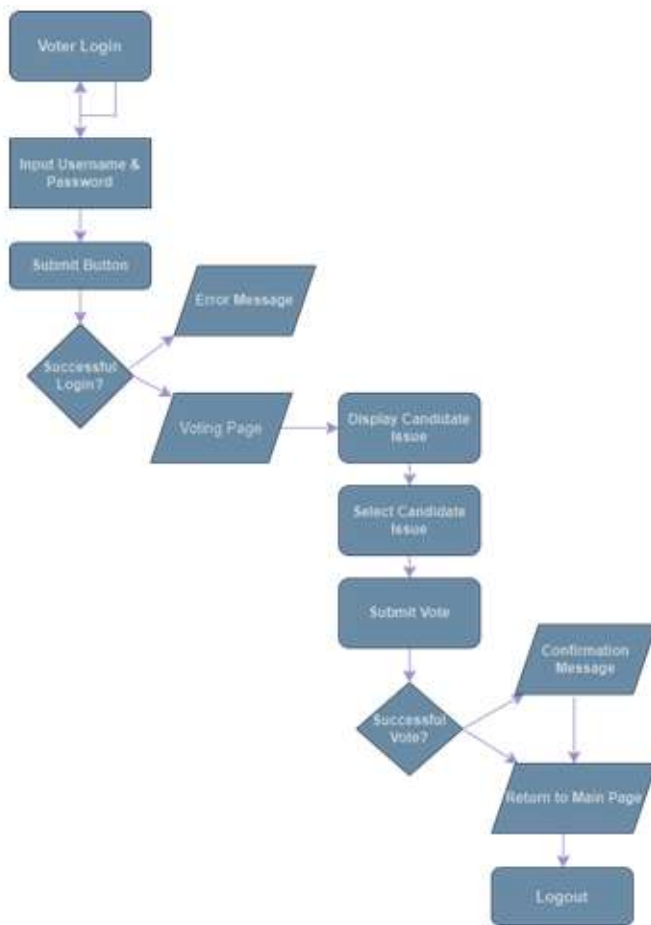 Voter Login
Input Username &
Password
Submit Button
Error Message
Successful
Login?
Voting Page
Display Candidate
Issue
Select Candidate
Issue
Submit Vote
Confirmation
Message
Successful
Vote?
Return to Main Page
Logout